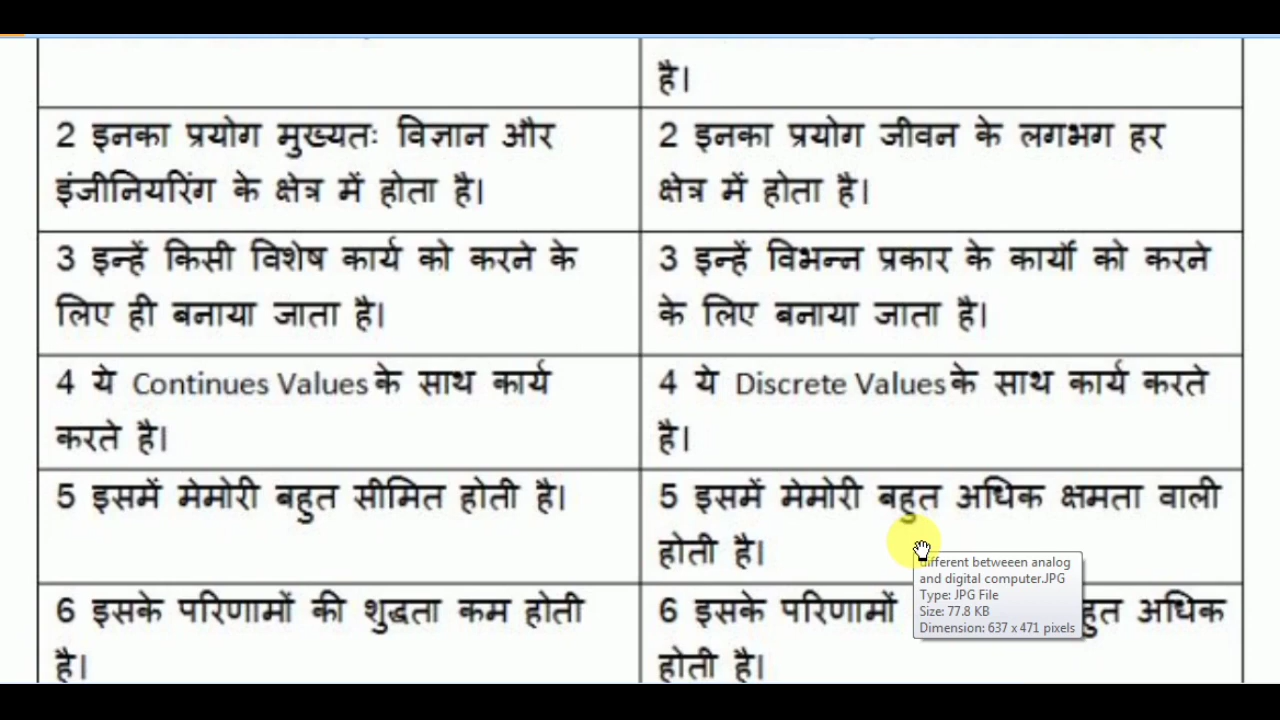 है।
2 इनका प्रयोग मुख्यतः विज्ञान और
इंजीनियरिंग के क्षेत्र में होता है।
2 इनका प्रयोग जीवन के लगभग हर
क्षेत्र में होता है।
3 इन्हें किसी विशेष कार्य को करने के
लिए ही बनाया जाता है।
3 इन्हें विभन्न प्रकार के कार्यों को करने
के लिए बनाया जाता है।
4 ये Continues Values के साथ कार्य
करते है।
4 ये Discrete Values के साथ कार्य करते
है।
5 इसमें मेमोरी बहुत सीमित होती है।
5 इसमें मेमोरी बहुत अधिक क्षमता वाली
होती है।
6 इसके परिणामों की शुद्धता कम होती
है।
6 इसके परिणामों बहुत अधिक
होती है।
different betweeen analog
and digital computer.JPG
Type: JPG File
Size: 77.8 KB
Dimension: 637 x 471 pixels